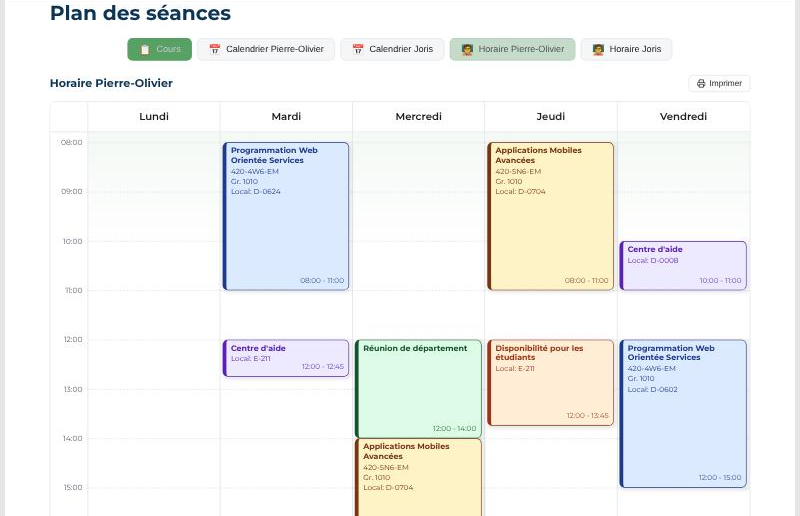 Plan des séances
Cours
Calendrier Pierre-Olivier
Calendrier Joris
Horaire Pierre-Olivier
Horaire Joris
Horaire Pierre-Olivier
Imprimer
Lundi
Mardi
Mercredi
Jeudi
Vendredi
08:00
09:00
10:00
11:00
12:00
13:00
14:00
15:00
Programmation Web
Orientée Services
420-4W6-EM
Gr. 1010
Local: D-0624
08:00 - 11:00
Centre d'aide
Local: E-211
12:00 - 12:45
Réunion de département
12:00 - 14:00
Applications Mobiles
Avancées
420-5N6-EM
Gr. 1010
Local: D-0704
Applications Mobiles
Avancées
420-5N6-EM
Gr. 1010
Local: D-0704
08:00 - 11:00
Disponibilité pour les
étudiants
Local: E-211
12:00 - 13:45
Centre d'aide
Local: D-0008
10:00 - 11:00
Programmation Web
Orientée Services
420-4W6-EM
Gr. 1010
Local: D-0602
12:00 - 15:00